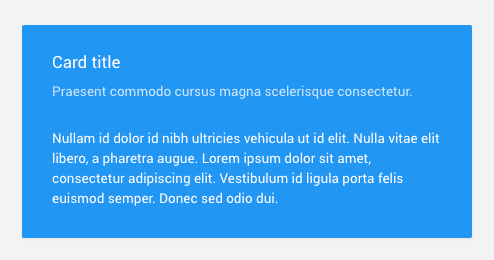 Card title
Praesent commodo cursus magna scelerisque consectetur.
Nullam id dolor id nibh ultricies vehicula ut id elit. Nulla vitae elit
libero, a pharetra augue. Lorem ipsum dolor sit amet,
consectetur adipiscing elit. Vestibulum id ligula porta felis
euismod semper. Donec sed odio dui.